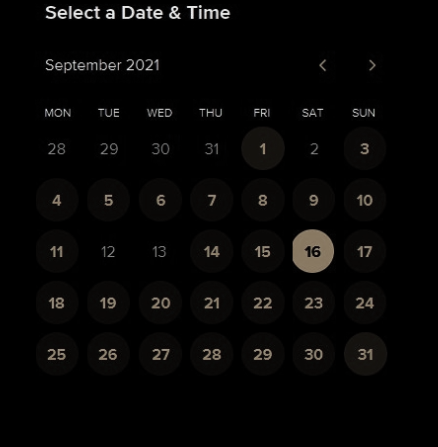 Select a Date & Time
September 2021
MON TUE WED THU FRI SAT SUN
28 29 30 31 1 2 3
4 5 6 7 8 9 10
11 12 13 14 15 16 17
18 19 20 21 22 23 24
25 26 27 28 29 30 31